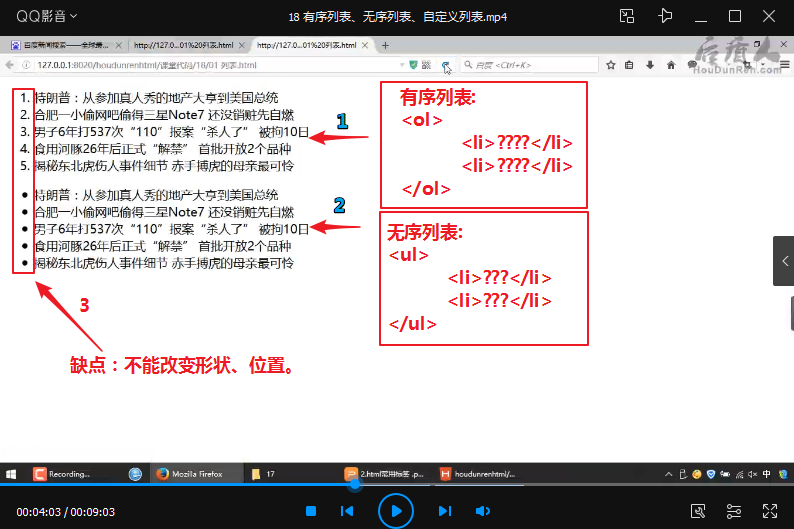 QQ影音
18 有序列表、无序列表、自定义列表.mp4
百度新闻搜索——全球最...
http://127.0...01%20列表.html
http://127.0...01%20列表.html
后盾人
HouDunRen.com
127.0.0.1:8020/houdunrenhtml/课堂代码/18/01 列表.html
百度 <Ctrl+K>
1. 特朗普：从参加真人秀的地产大亨到美国总统
2. 合肥一小偷网吧偷得三星Note7 还没销赃先自燃
3. 男子6年打537次“110”报案“杀人了” 被拘10日
4. 食用河豚26年后正式“解禁” 首批开放2个品种
5. 揭秘东北虎伤人事件细节 赤手搏虎的母亲最可怜
1
有序列表:
<ol>
<li>????</li>
<li>????</li>
</ol>
• 特朗普：从参加真人秀的地产大亨到美国总统
• 合肥一小偷网吧偷得三星Note7 还没销赃先自燃
• 男子6年打537次“110”报案“杀人了” 被拘10日
• 食用河豚26年后正式“解禁” 首批开放2个品种
• 揭秘东北虎伤人事件细节 赤手搏虎的母亲最可怜
2
无序列表:
<ul>
<li>???</li>
<li>???</li>
</ul>
3
缺点：不能改变形状、位置。
Recording...
Mozilla Firefox
17
2.html常用标签 .p...
houdunrenhtml/...
中
00:04:03 / 00:09:03